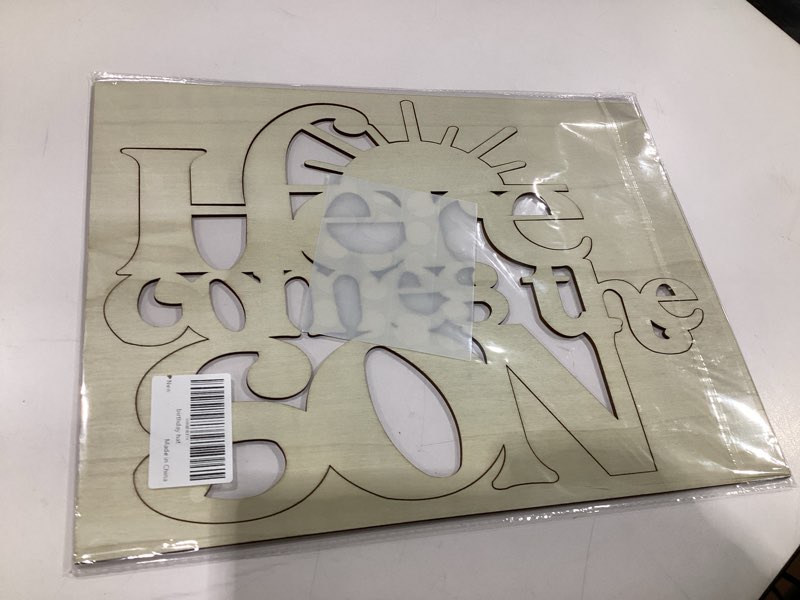 Here
comes the
SON
birthday hat
Made in China